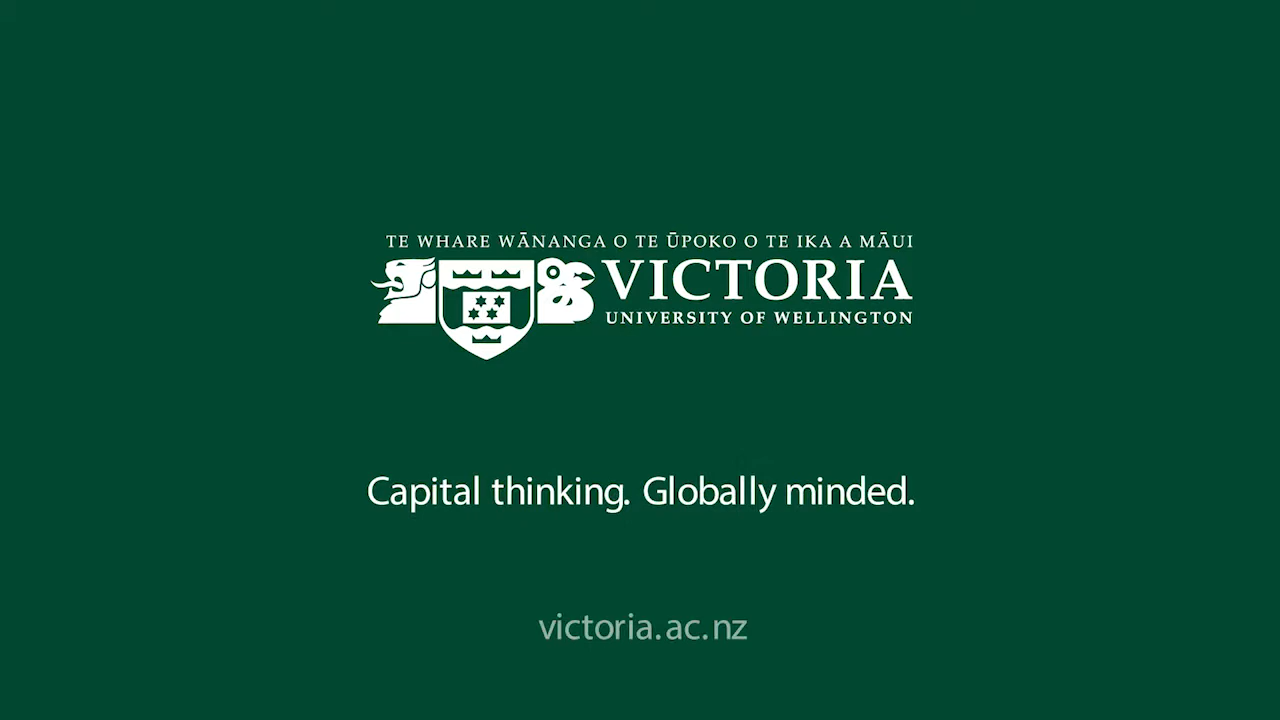 TE WHARE WĀNANGA O TE ŪPOKO O TE IKA A MĀUI
VICTORIA
UNIVERSITY OF WELLINGTON
Capital thinking. Globally minded.
victoria.ac.nz